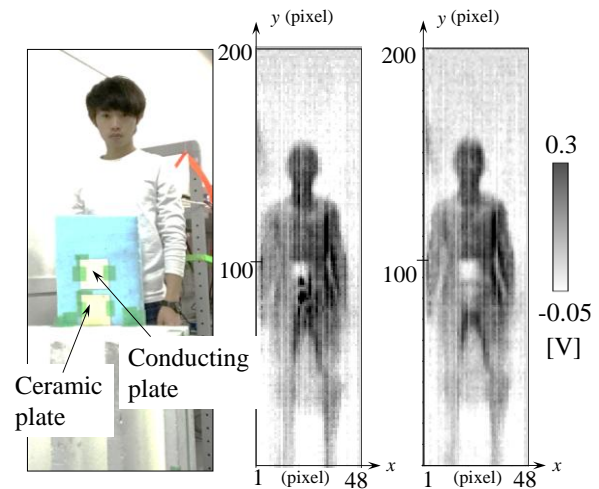 y (pixel)
y (pixel)
200
200
0.3
100
100
-0.05
[V]
Conducting
plate
Ceramic
plate
x
x
1 (pixel) 48
1 (pixel) 48